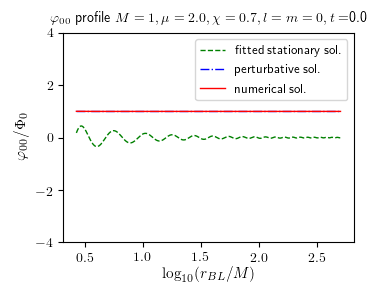 φ₀₀ profile M = 1, μ = 2.0, χ = 0.7, l = m = 0, t =0.0
fitted stationary sol.
perturbative sol.
numerical sol.
φ₀₀/Φ₀
4
2
0
−2
−4
0.5 1.0 1.5 2.0 2.5
log₁₀(r_BL/M)